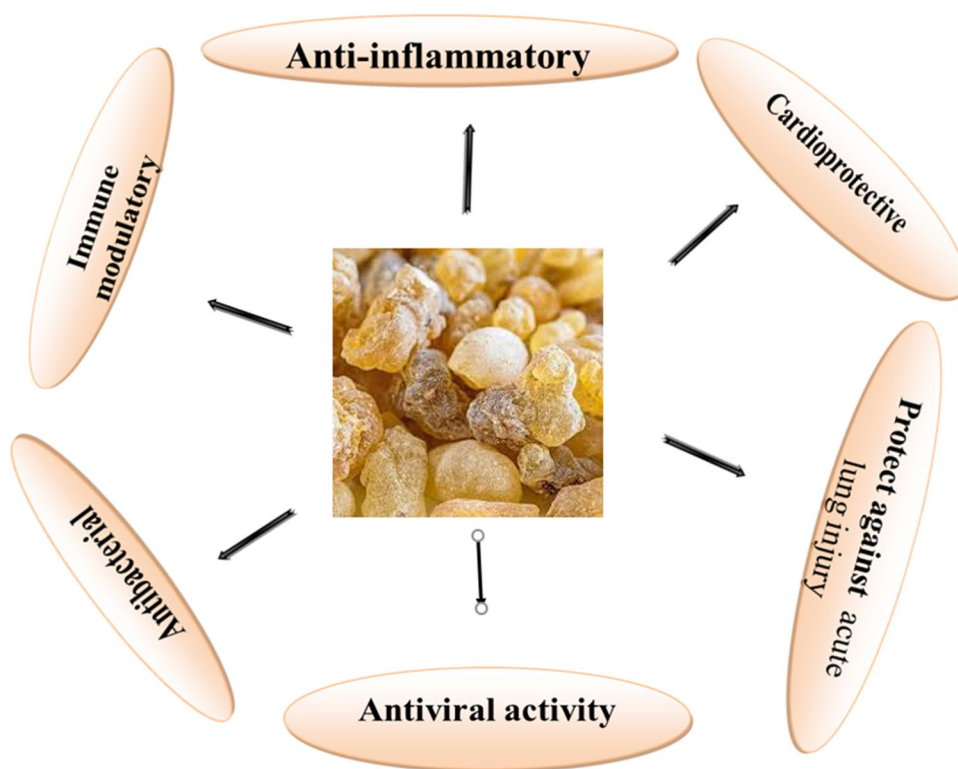 Anti-inflammatory
Cardioprotective
Protect against acute
lung injury
Antiviral activity
Antibacterial
Immune
modulatory